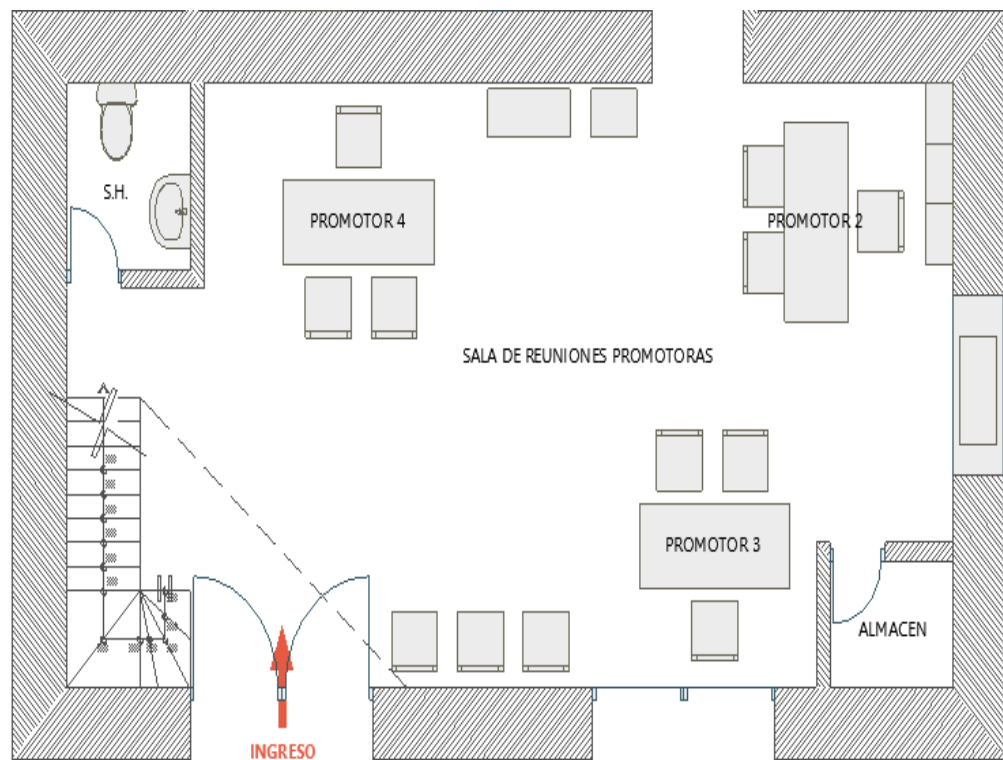 S.H.
PROMOTOR 4
PROMOTOR 2
SALA DE REUNIONES PROMOTORAS
PROMOTOR 3
ALMACEN
INGRESO